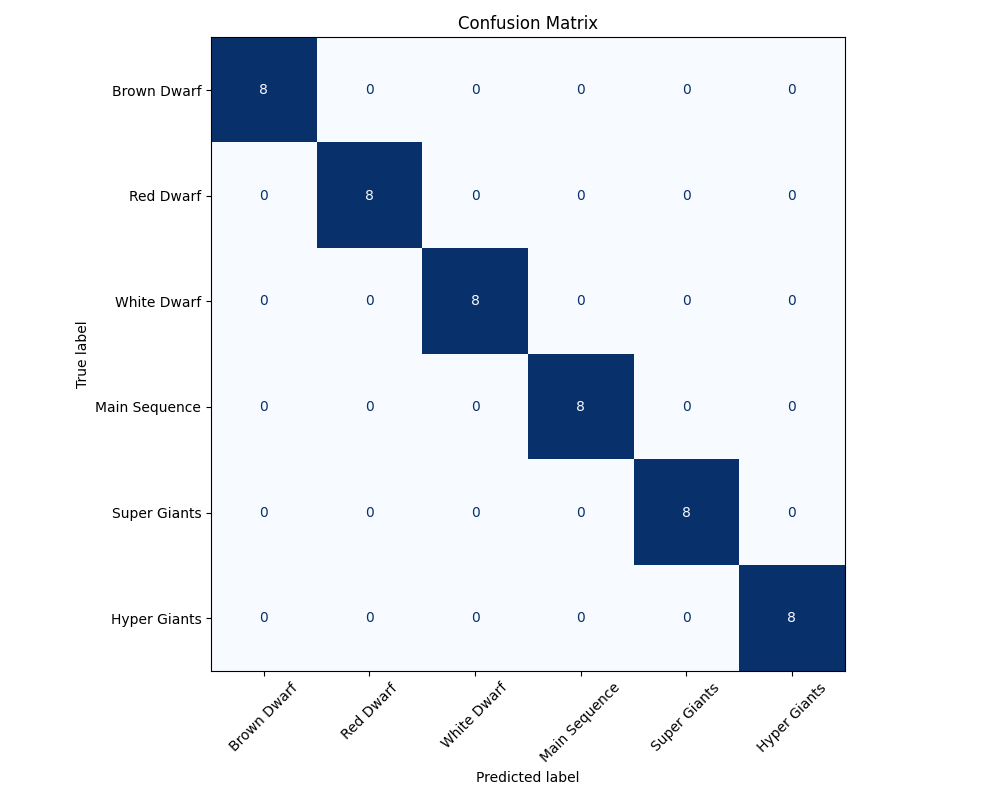 Confusion Matrix
Brown Dwarf 8 0 0 0 0 0
Red Dwarf 0 8 0 0 0 0
White Dwarf 0 0 8 0 0 0
True label
Main Sequence 0 0 0 8 0 0
Super Giants 0 0 0 0 8 0
Hyper Giants 0 0 0 0 0 8
Brown Dwarf Red Dwarf White Dwarf Main Sequence Super Giants Hyper Giants
Predicted label